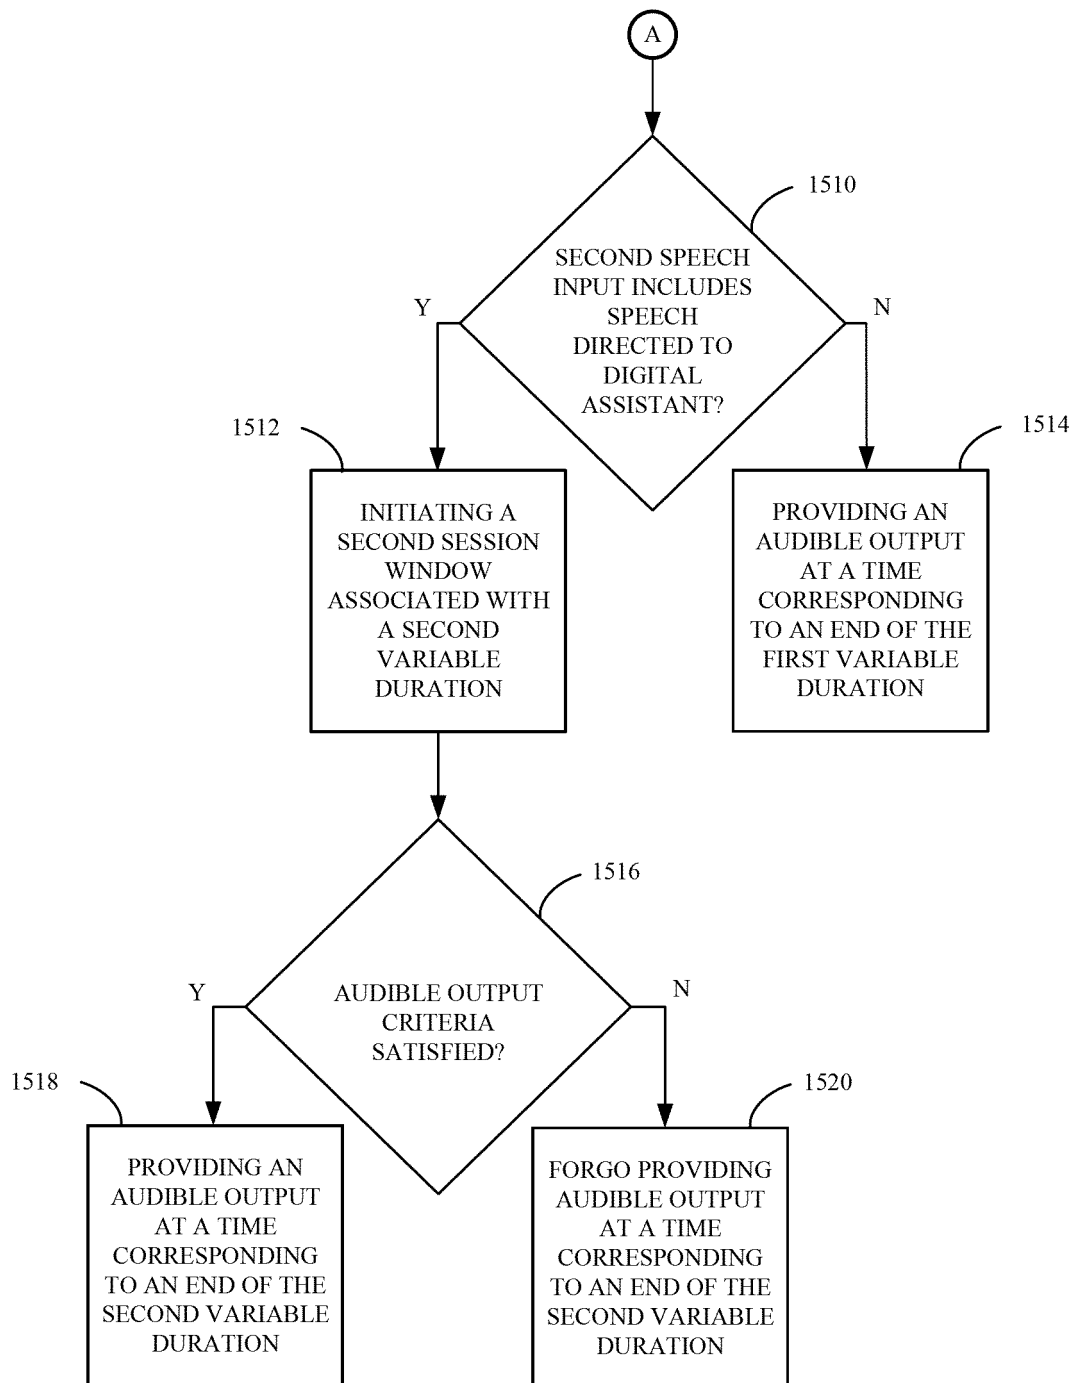 A
1510
SECOND SPEECH
INPUT INCLUDES
SPEECH
DIRECTED TO
DIGITAL
ASSISTANT?
Y
N
1512
INITIATING A
SECOND SESSION
WINDOW
ASSOCIATED WITH
A SECOND
VARIABLE
DURATION
1514
PROVIDING AN
AUDIBLE OUTPUT
AT A TIME
CORRESPONDING
TO AN END OF THE
FIRST VARIABLE
DURATION
1516
AUDIBLE OUTPUT
CRITERIA
SATISFIED?
Y
N
1518
PROVIDING AN
AUDIBLE OUTPUT
AT A TIME
CORRESPONDING
TO AN END OF THE
SECOND VARIABLE
DURATION
1520
FORGO PROVIDING
AUDIBLE OUTPUT
AT A TIME
CORRESPONDING
TO AN END OF THE
SECOND VARIABLE
DURATION